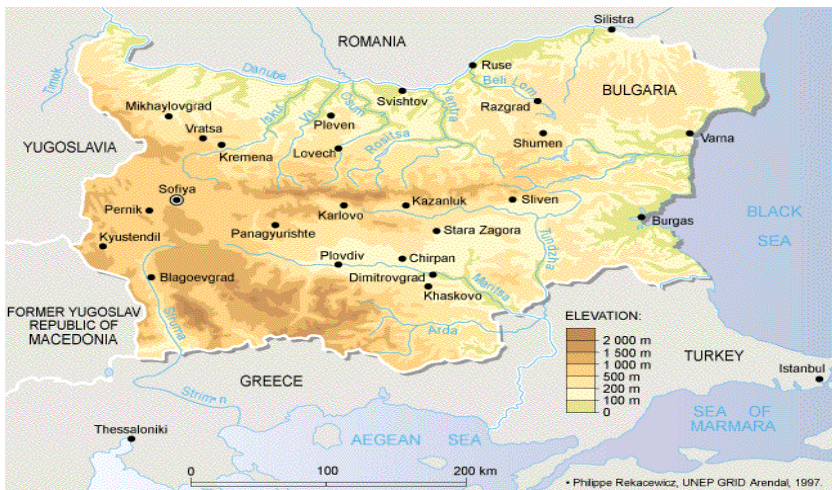 Silistra
ROMANIA
Timok
Danube
Ruse
Beli Lom
BULGARIA
Mikhaylovgrad
Iskur
Vit
Osum
Svishtov
Yantra
Razgrad
Vratsa
Pleven
Rositsa
Shumen
Varna
YUGOSLAVIA
Kremena
Lovech
Sofiya
Pernik
Karlovo
Kazanluk
Sliven
Panagyurishte
Stara Zagora
Burgas
BLACK
SEA
Kyustendil
Tundzha
Plovdiv
Chirpan
Blagoevgrad
Dimitrovgrad
Maritsa
Khaskovo
FORMER YUGOSLAV
REPUBLIC OF
MACEDONIA
Struma
Arda
ELEVATION:
2 000 m
1 500 m
1 000 m
500 m
200 m
100 m
0
TURKEY
GREECE
Istanbul
Strim•n
Thessaloniki
AEGEAN SEA
SEA OF
MARMARA
0 100 200 km
• Philippe Rekacewicz, UNEP GRID Arendal, 1997.